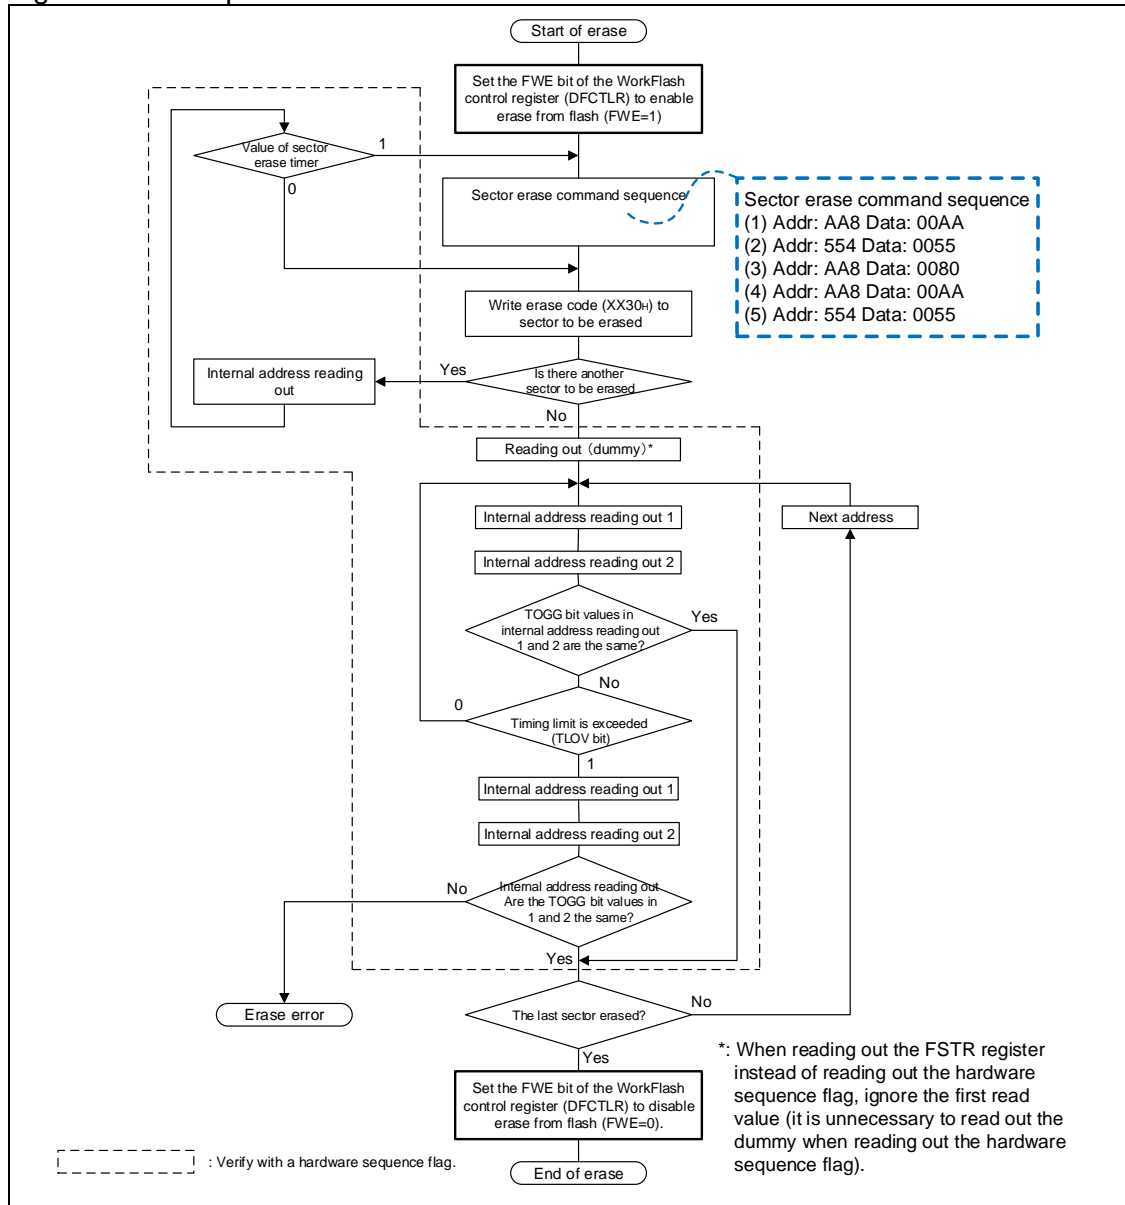 Start of erase
Set the FWE bit of the WorkFlash
control register (DFCTLR) to enable
erase from flash (FWE=1)
Value of sector
erase timer
1
0
Sector erase command sequence
Sector erase command sequence
(1) Addr: AA8 Data: 00AA
(2) Addr: 554 Data: 0055
(3) Addr: AA8 Data: 0080
(4) Addr: AA8 Data: 00AA
(5) Addr: 554 Data: 0055
Write erase code (XX30H) to
sector to be erased
Internal address reading
out
Yes
Is there another
sector to be erased
No
Reading out (dummy)*
Internal address reading out 1
Next address
Internal address reading out 2
TOGG bit values in
internal address reading out
1 and 2 are the same?
Yes
No
0
Timing limit is exceeded
(TLOV bit)
1
Internal address reading out 1
Internal address reading out 2
No
Internal address reading out
Are the TOGG bit values in
1 and 2 the same?
Yes
Erase error
The last sector erased?
No
Yes
Set the FWE bit of the WorkFlash
control register (DFCTLR) to disable
erase from flash (FWE=0).
End of erase
*: When reading out the FSTR register
instead of reading out the hardware
sequence flag, ignore the first read
value (it is unnecessary to read out the
dummy when reading out the hardware
sequence flag).
: Verify with a hardware sequence flag.